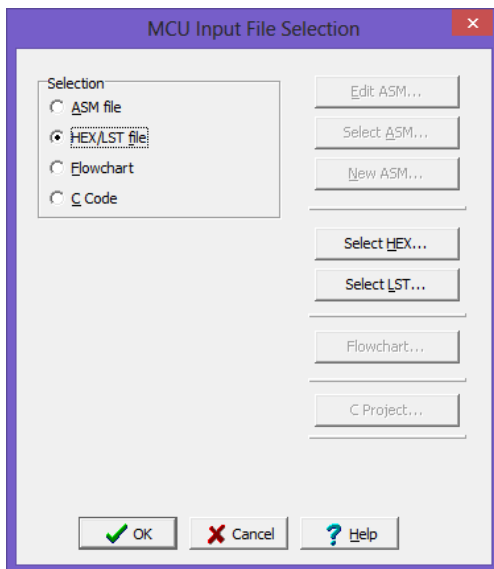 MCU Input File Selection
×
Selection
ASM file
HEX/LST file
Flowchart
C Code
Edit ASM...
Select ASM...
New ASM...
Select HEX...
Select LST...
Flowchart...
C Project...
OK
Cancel
? Help